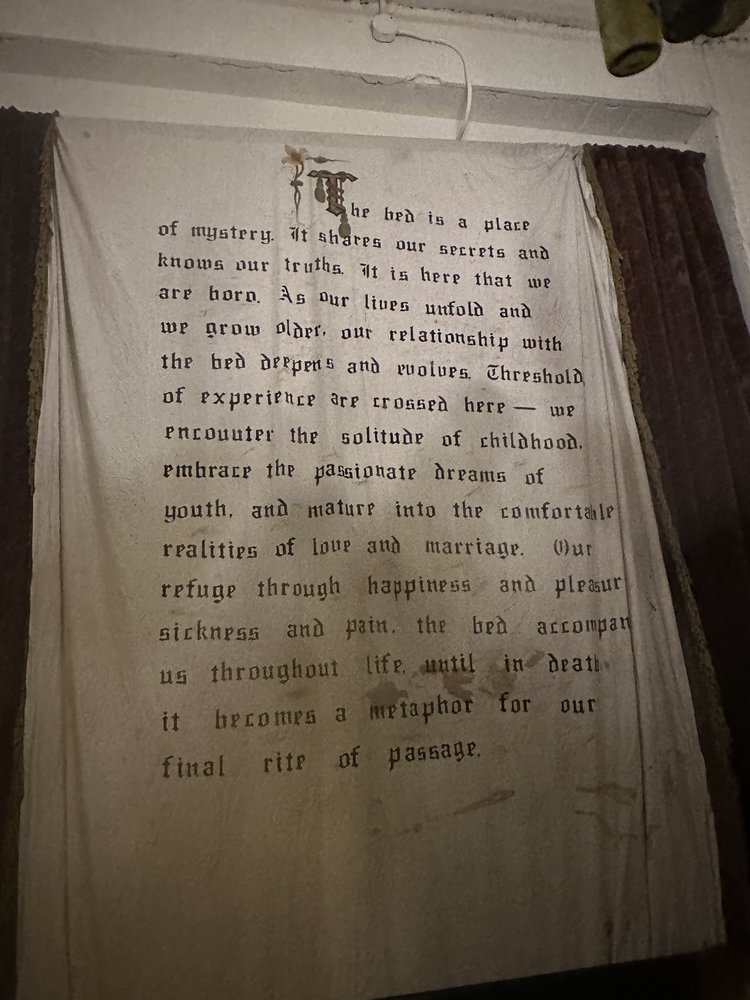 The bed is a place
of mystery. It shares our secrets and
knows our truths. It is here that we
are born. As our lives unfold and
we grow older, our relationship with
the bed deepens and evolves. Threshold
of experience are crossed here — we
encounter the solitude of childhood,
embrace the passionate dreams of
youth, and mature into the comfortable
realities of love and marriage. Our
refuge through happiness and pleasur
sickness and pain, the bed accompan
us throughout life, until in death
it becomes a metaphor for our
final rite of passage.